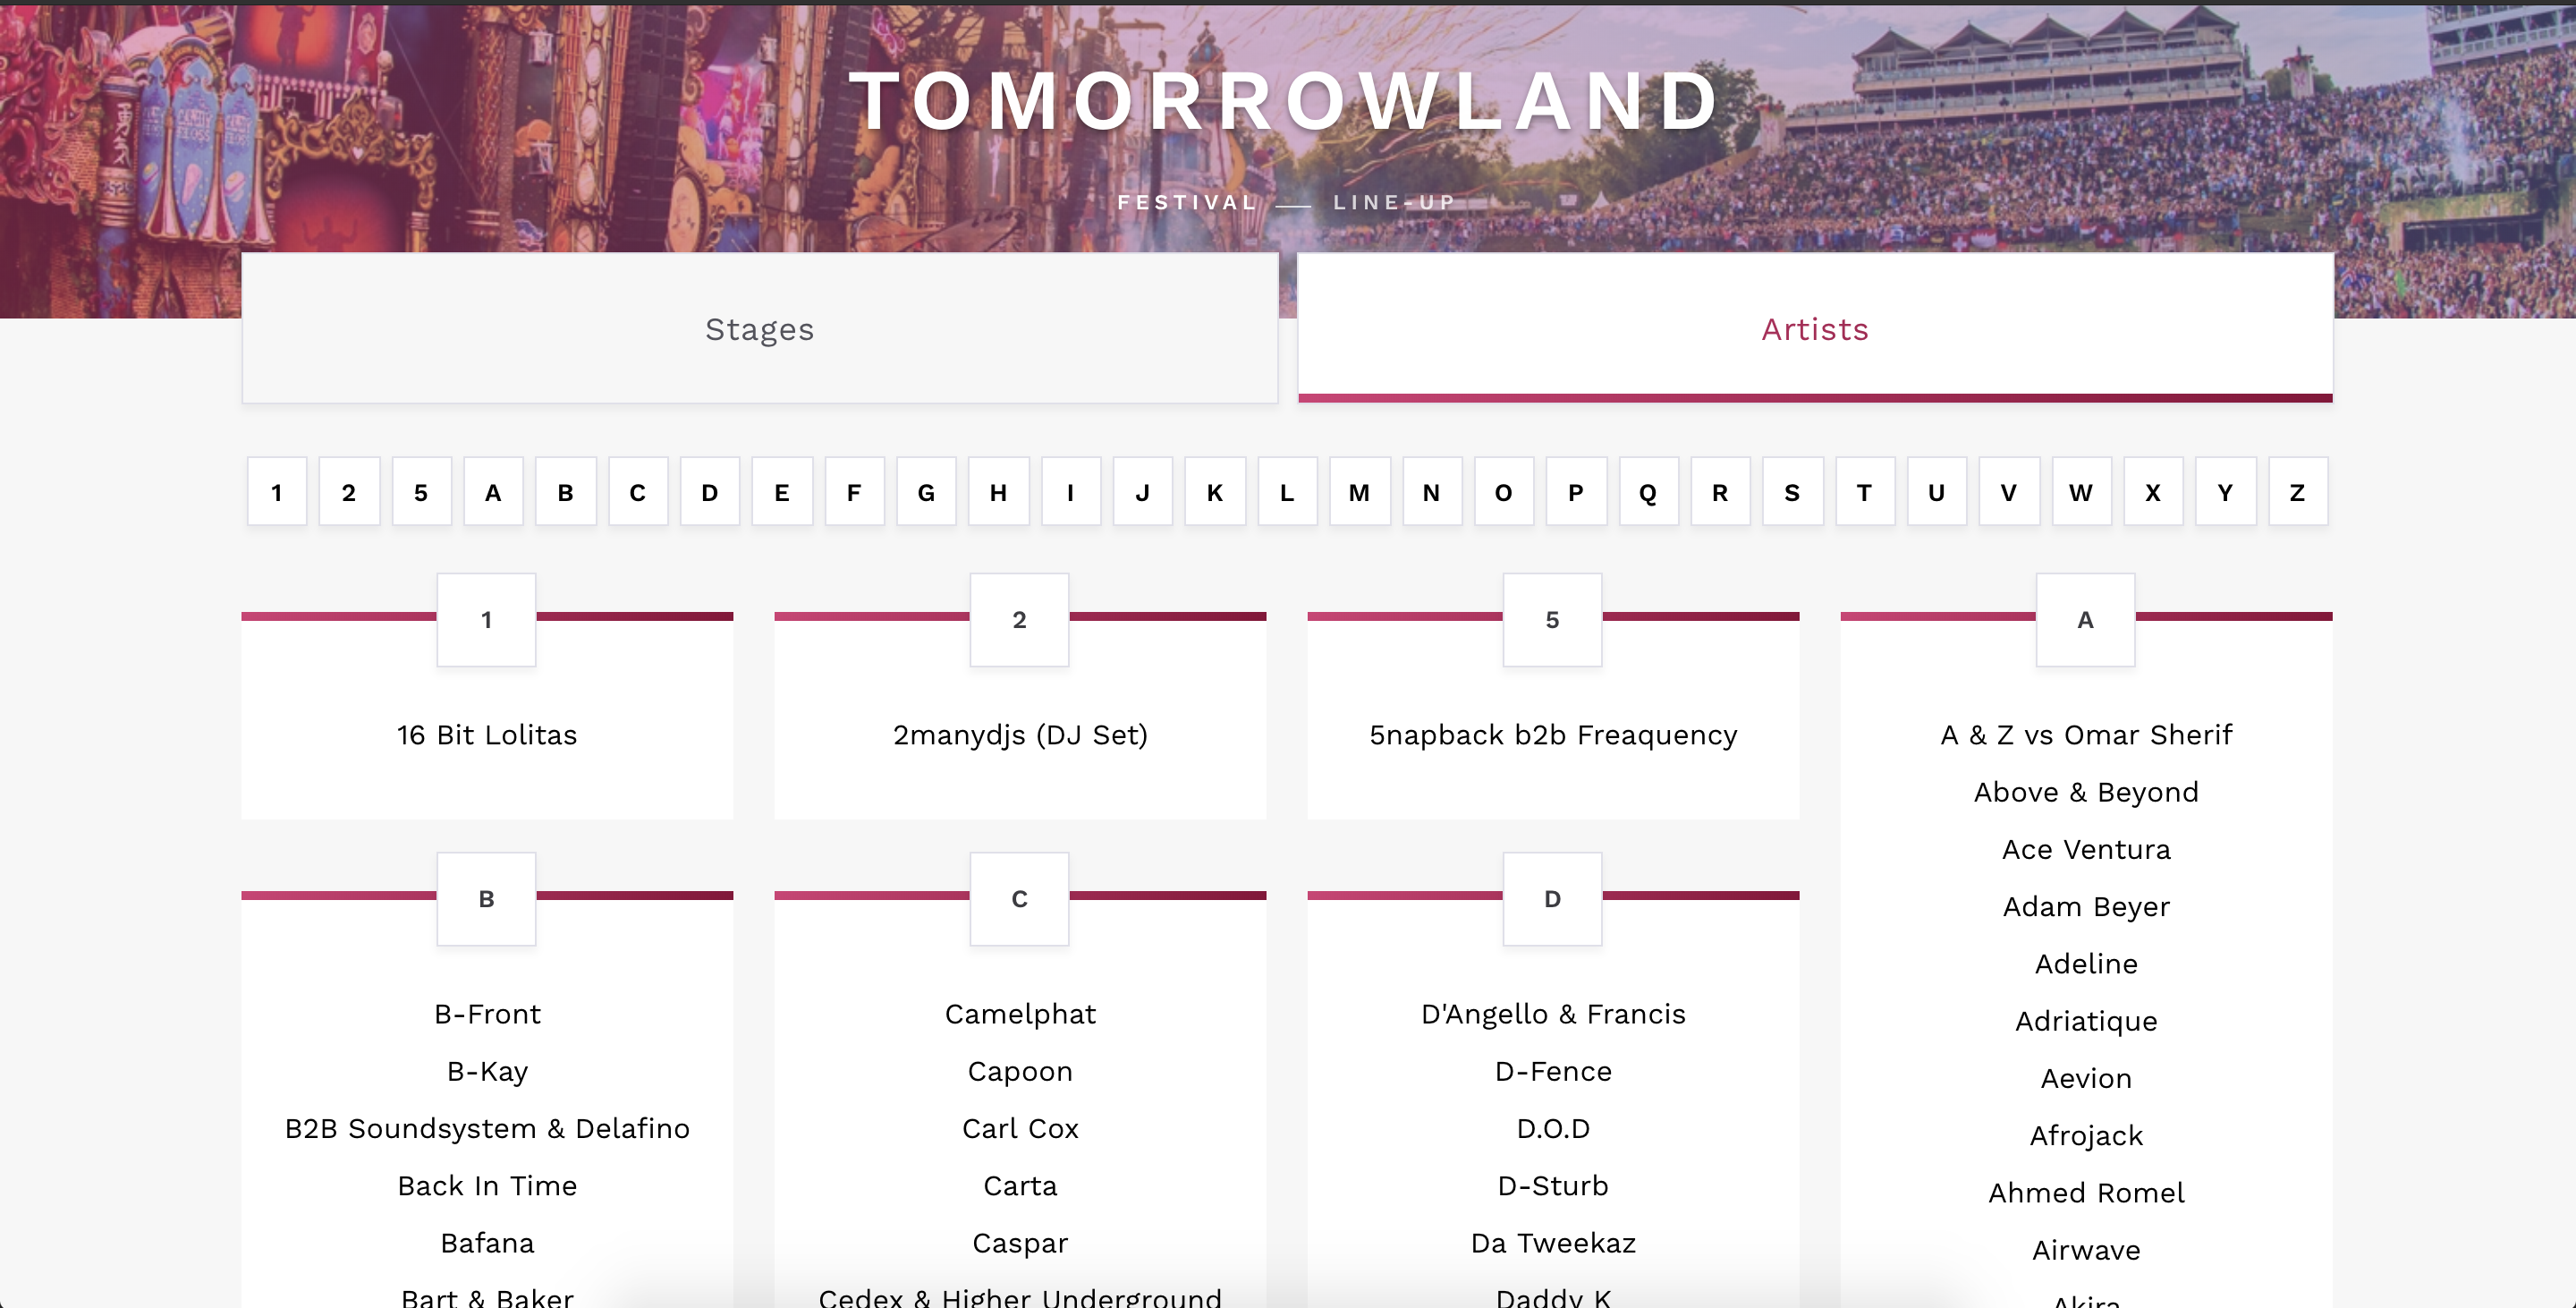 TOMORROWLAND
FESTIVAL — LINE-UP
Stages
Artists
1 2 5 A B C D E F G H I J K L M N O P Q R S T U V W X Y Z
1
16 Bit Lolitas
2
2manydjs (DJ Set)
5
5napback b2b Freaquency
A
A & Z vs Omar Sherif
Above & Beyond
Ace Ventura
Adam Beyer
Adeline
Adriatique
Aevion
Afrojack
Ahmed Romel
Airwave
Akira
B
B-Front
B-Kay
B2B Soundsystem & Delafino
Back In Time
Bafana
Bart & Baker
C
Camelphat
Capoon
Carl Cox
Carta
Caspar
Cedex & Higher Underground
D
D'Angello & Francis
D-Fence
D.O.D
D-Sturb
Da Tweekaz
Daddy K